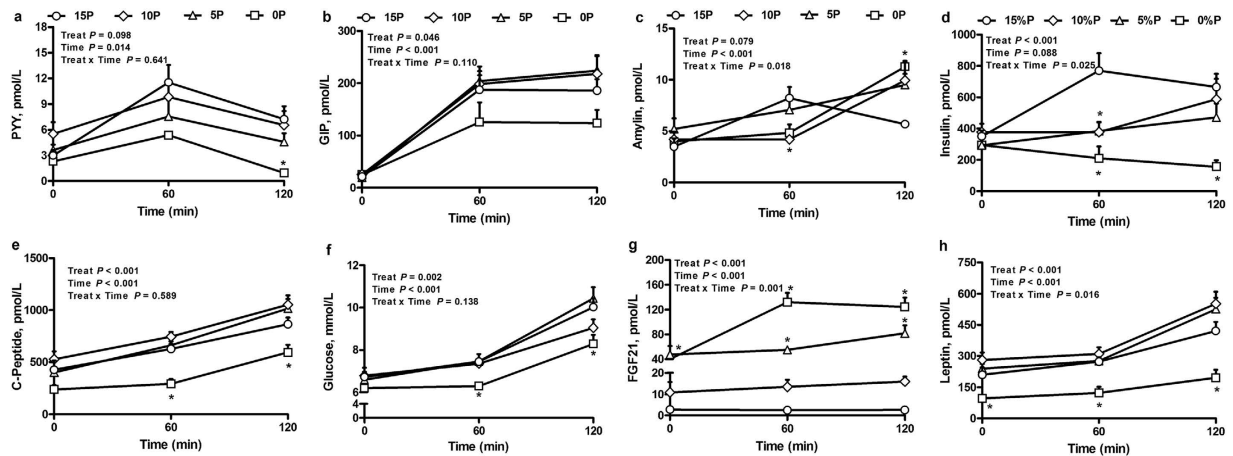 a 15P 10P 5P 0P
Treat P = 0.098
Time P = 0.014
Treat x Time P = 0.641
PYY, pmol/L
18
15
12
9
6
3
0
0 60 120
Time (min)
b 15P 10P 5P 0P
Treat P = 0.046
Time P < 0.001
Treat x Time P = 0.110
GIP, pmol/L
300
200
100
0
0 60 120
Time (min)
c 15P 10P 5P 0P
Treat P = 0.079
Time P < 0.001
Treat x Time P = 0.018
Amylin, pmol/L
15
10
5
0
*
*
0 60 120
Time (min)
d 15%P 10%P 5%P 0%P
Treat P < 0.001
Time P = 0.088
Treat x Time P = 0.025
Insulin, pmol/L
1000
800
600
400
200
0
*
*
*
0 60 120
Time (min)
e
Treat P < 0.001
Time P < 0.001
Treat x Time P = 0.589
C-Peptide, pmol/L
1500
1000
500
0
*
*
0 60 120
Time (min)
f
Treat P = 0.002
Time P < 0.001
Treat x Time P = 0.138
Glucose, mmol/L
12
10
8
6
4
0
*
*
0 60 120
Time (min)
g
Treat P < 0.001
Time P < 0.001
Treat x Time P = 0.001
FGF21, pmol/L
200
160
120
80
40
20
10
0
*
*
*
*
*
0 60 120
Time (min)
h
Treat P < 0.001
Time P < 0.001
Treat x Time P = 0.016
Leptin, pmol/L
750
600
450
300
150
0
*
*
*
0 60 120
Time (min)